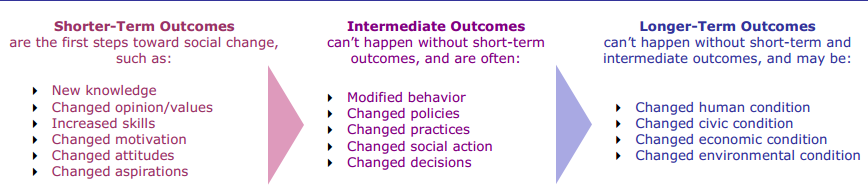 Shorter-Term Outcomes
are the first steps toward social change,
such as:
New knowledge
Changed opinion/values
Increased skills
Changed motivation
Changed attitudes
Changed aspirations
Intermediate Outcomes
can't happen without short-term
outcomes, and are often:
Modified behavior
Changed policies
Changed practices
Changed social action
Changed decisions
Longer-Term Outcomes
can't happen without short-term and
intermediate outcomes, and may be:
Changed human condition
Changed civic condition
Changed economic condition
Changed environmental condition